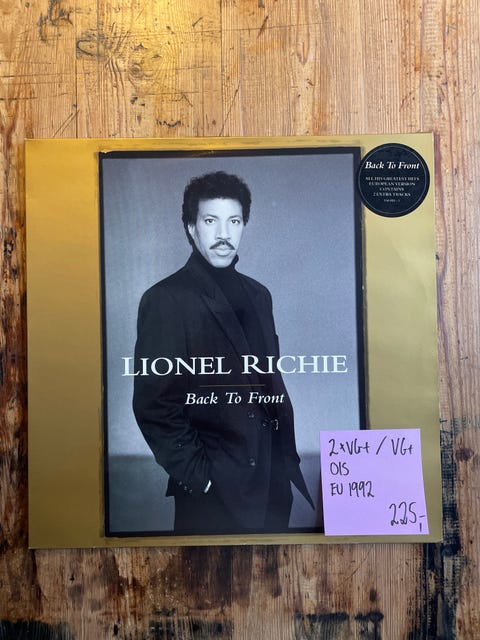 Back To Front
ALL HIS GREATEST HITS
EUROPEAN VERSION
CONTAINS
2 EXTRA TRACKS
LIONEL RICHIE
Back To Front
2xVG+ / VG+
OIS
EU 1992
225,-